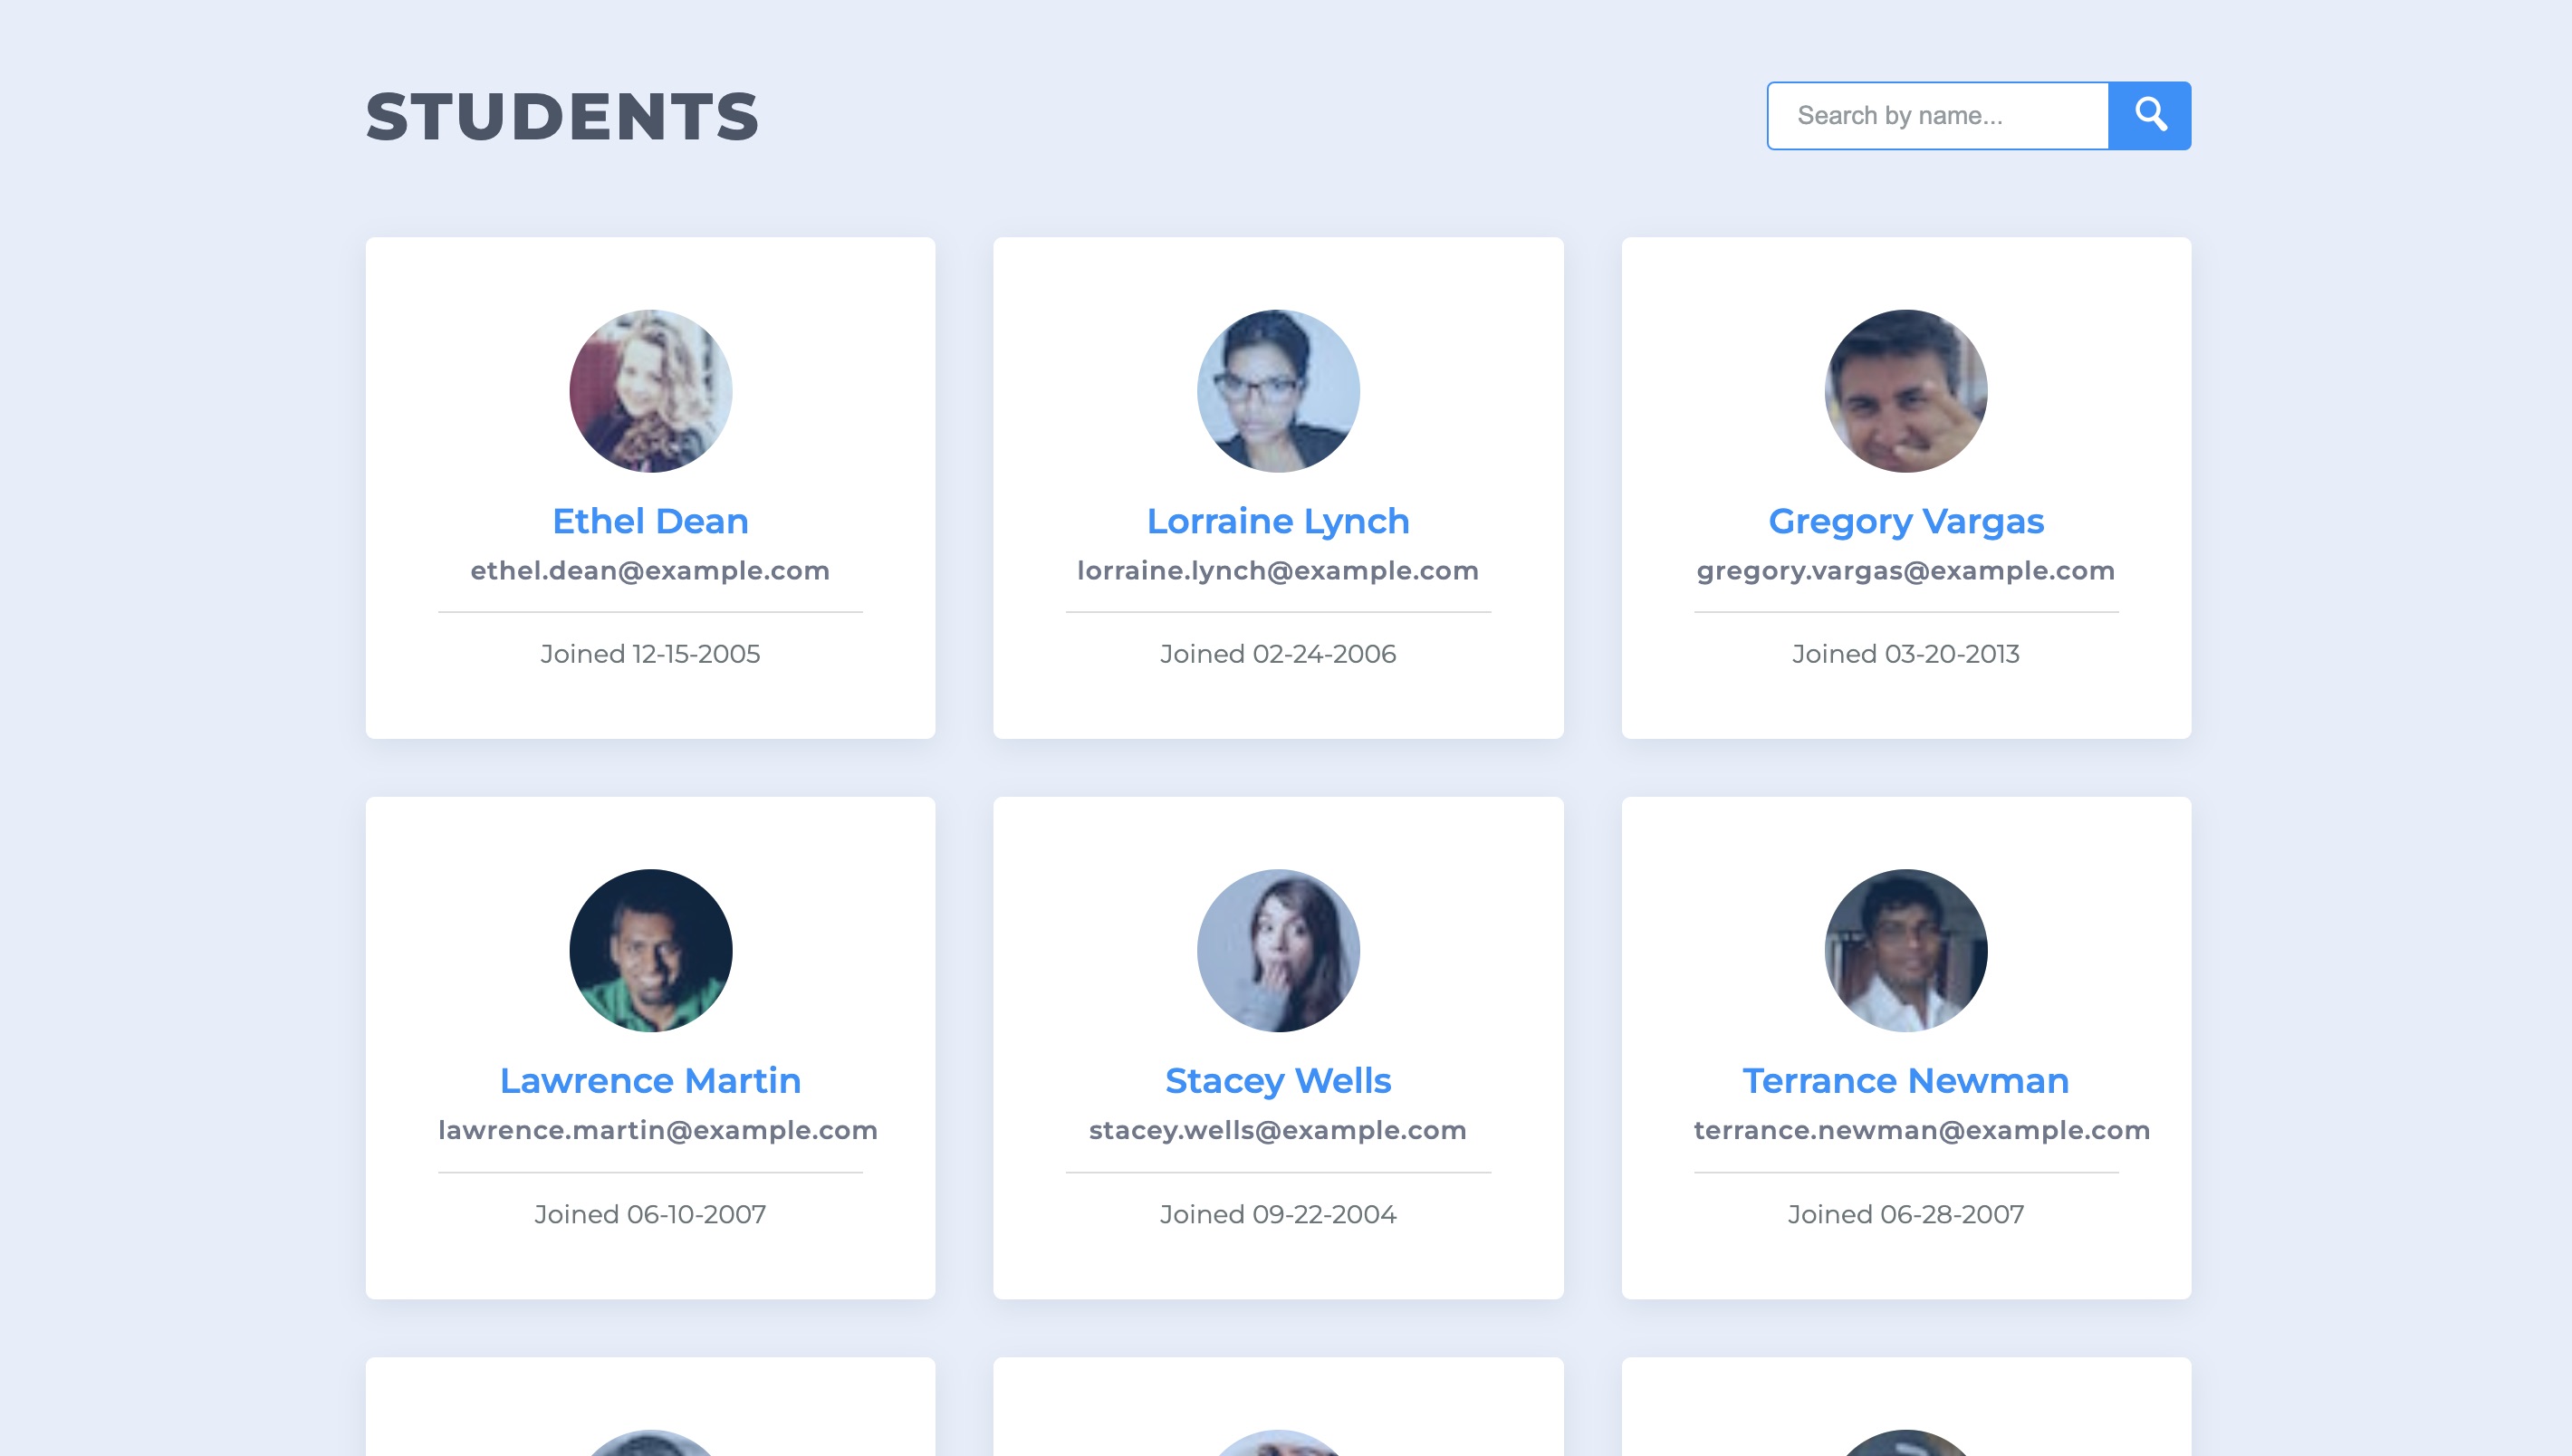 STUDENTS
Search by name...
Ethel Dean
ethel.dean@example.com
Joined 12-15-2005
Lorraine Lynch
lorraine.lynch@example.com
Joined 02-24-2006
Gregory Vargas
gregory.vargas@example.com
Joined 03-20-2013
Lawrence Martin
lawrence.martin@example.com
Joined 06-10-2007
Stacey Wells
stacey.wells@example.com
Joined 09-22-2004
Terrance Newman
terrance.newman@example.com
Joined 06-28-2007